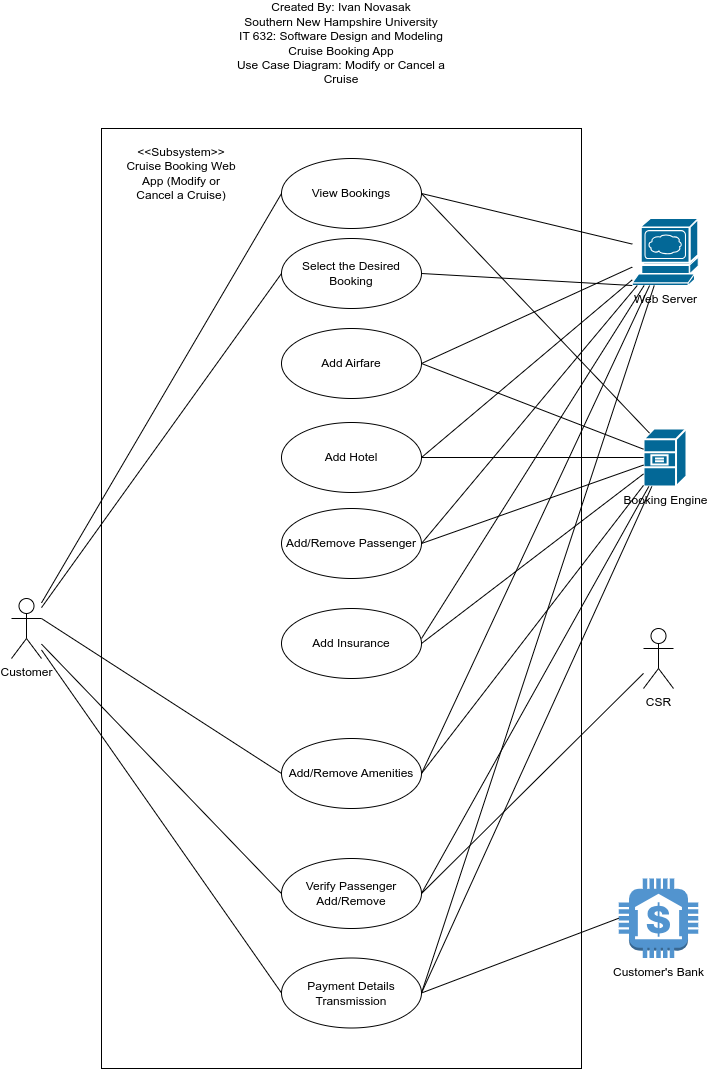 Created By: Ivan Novasak
Southern New Hampshire University
IT 632: Software Design and Modeling
Cruise Booking App
Use Case Diagram: Modify or Cancel a
Cruise
<<Subsystem>>
Cruise Booking Web
App (Modify or
Cancel a Cruise)
View Bookings
Select the Desired
Booking
Web Server
Add Airfare
Add Hotel
Booking Engine
Add/Remove Passenger
Add Insurance
Customer
CSR
Add/Remove Amenities
Verify Passenger
Add/Remove
$
Customer's Bank
Payment Details
Transmission